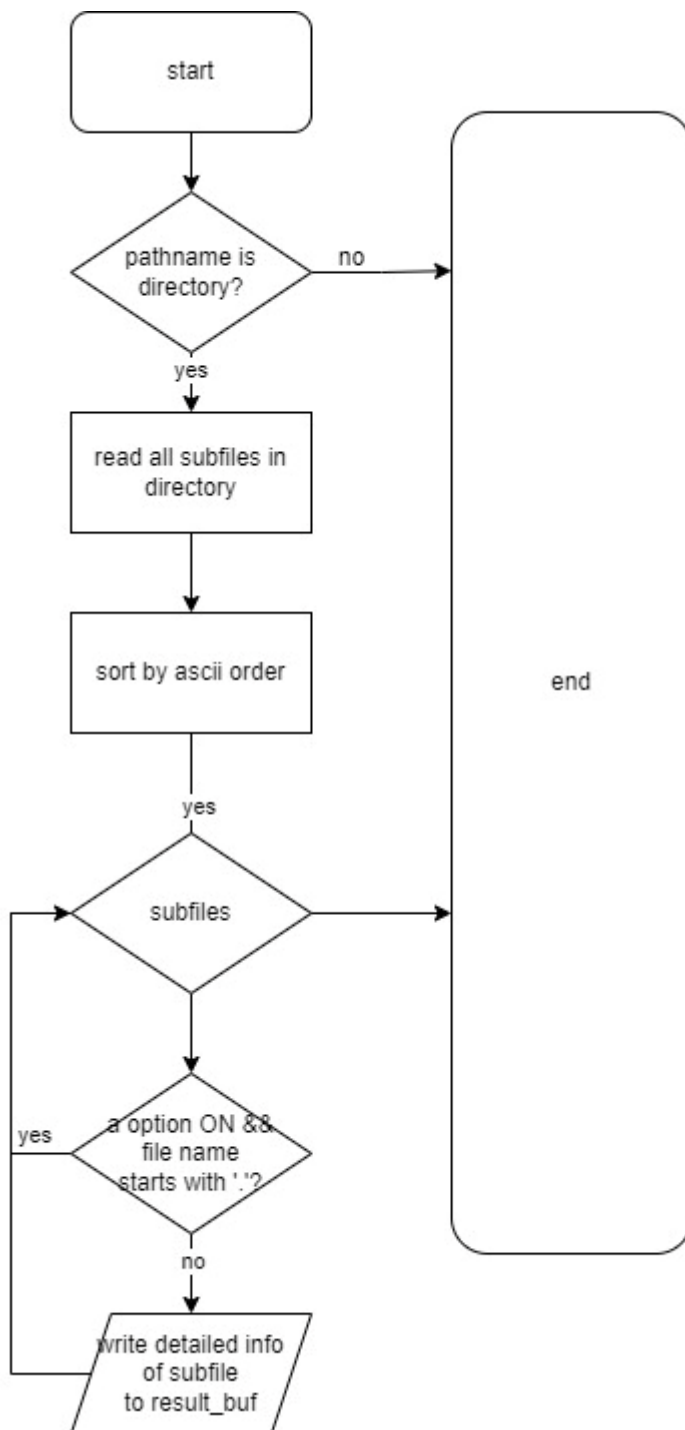 start
pathname is
directory?
no
yes
read all subfiles in
directory
sort by ascii order
end
yes
subfiles
a option ON &&
file name
starts with '.'?
yes
no
write detailed info
of subfile
to result_buf